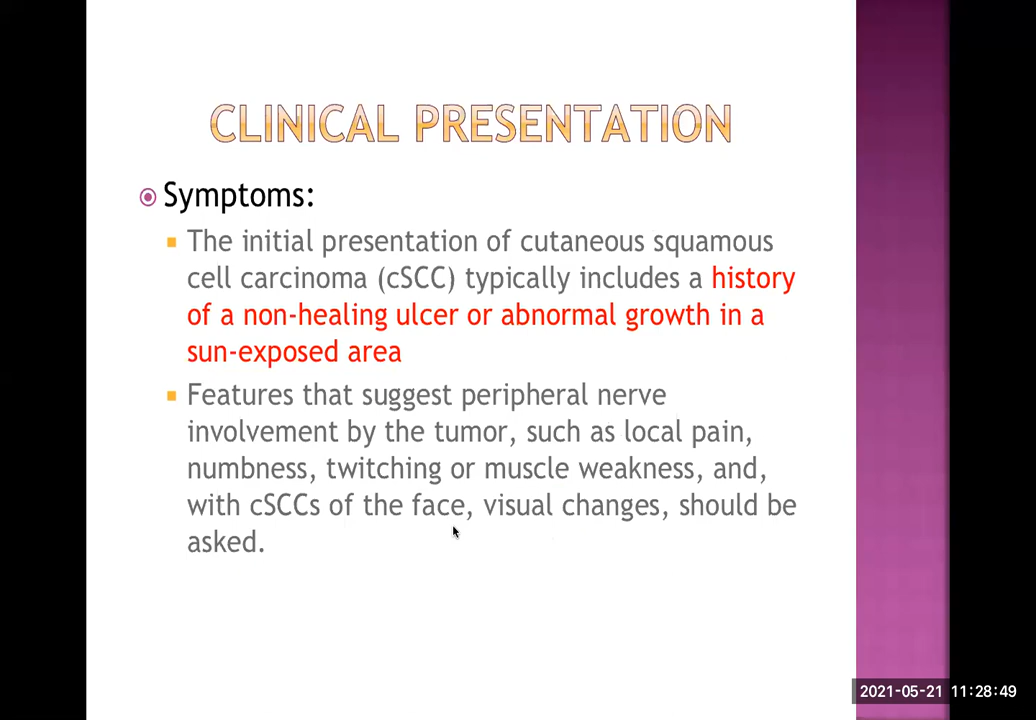 CLINICAL PRESENTATION
Symptoms:
The initial presentation of cutaneous squamous
cell carcinoma (cSCC) typically includes a history
of a non-healing ulcer or abnormal growth in a
sun-exposed area
Features that suggest peripheral nerve
involvement by the tumor, such as local pain,
numbness, twitching or muscle weakness, and,
with cSCCs of the face, visual changes, should be
asked.
2021-05-21 11:28:49